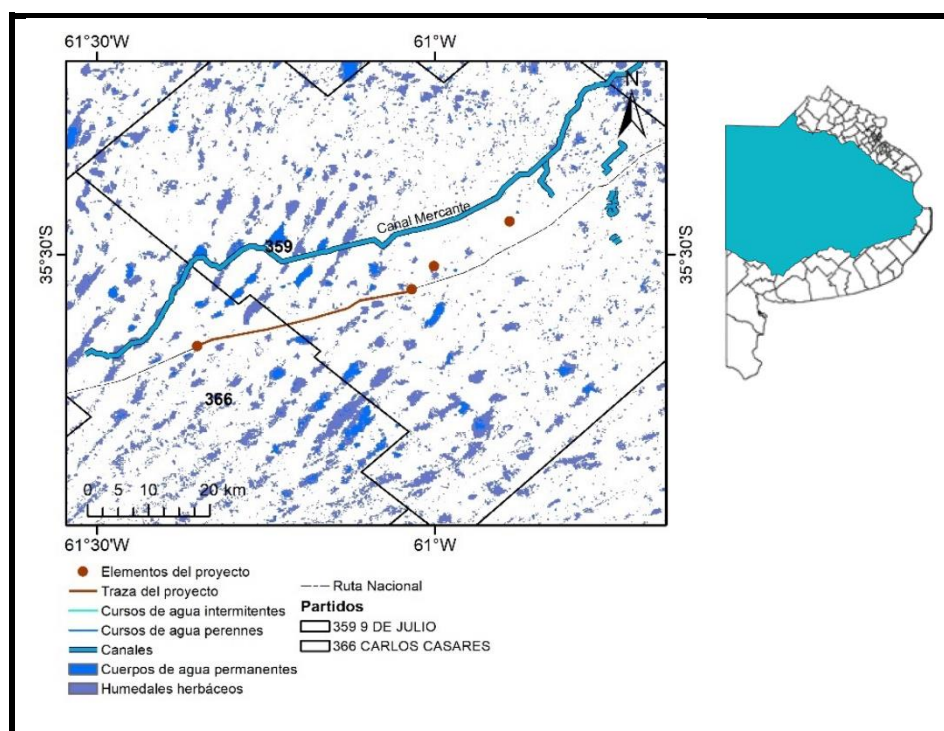 61°30'W 61°W
N
Canal Mercante
359
35°30'S 35°30'S
366
0 5 10 20 km
61°30'W 61°W
Elementos del proyecto
Traza del proyecto
Cursos de agua intermitentes
Cursos de agua perennes
Canales
Cuerpos de agua permanentes
Humedales herbáceos
Ruta Nacional
Partidos
359 9 DE JULIO
366 CARLOS CASARES